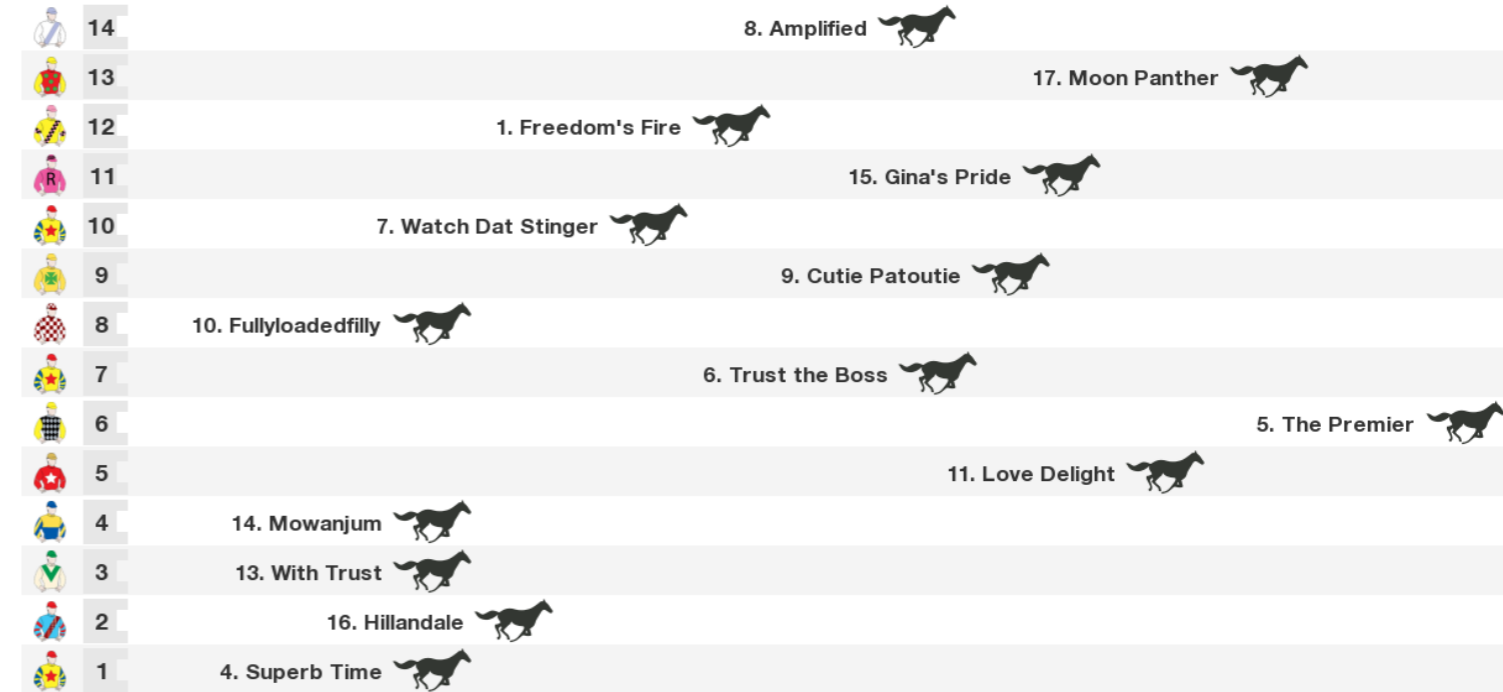 14 8. Amplified
13 17. Moon Panther
12 1. Freedom's Fire
R 11 15. Gina's Pride
10 7. Watch Dat Stinger
9 9. Cutie Patoutie
8 10. Fullyloadedfilly
7 6. Trust the Boss
6 5. The Premier
5 11. Love Delight
4 14. Mowanjum
3 13. With Trust
2 16. Hillandale
1 4. Superb Time